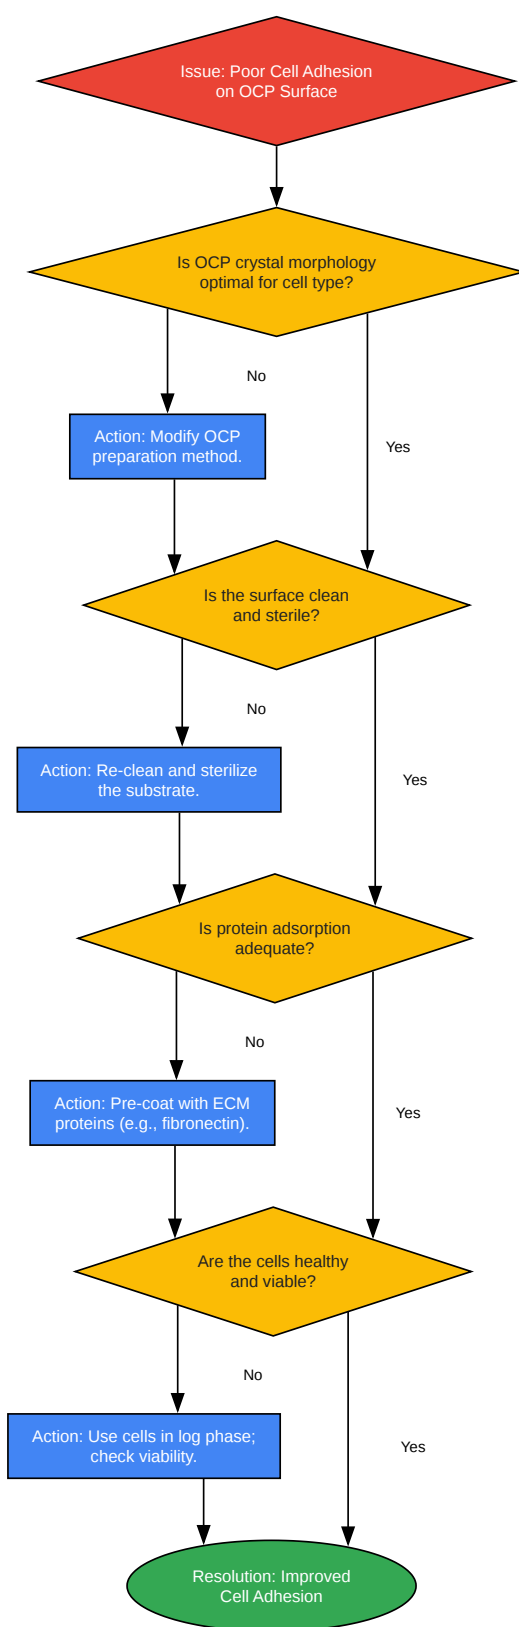 Issue: Poor Cell Adhesion
on OCP Surface
Is OCP crystal morphology
optimal for cell type?
No
Action: Modify OCP
preparation method.
Yes
Is the surface clean
and sterile?
No
Action: Re-clean and sterilize
the substrate.
Yes
Is protein adsorption
adequate?
No
Action: Pre-coat with ECM
proteins (e.g., fibronectin).
Yes
Are the cells healthy
and viable?
No
Action: Use cells in log phase;
check viability.
Yes
Resolution: Improved
Cell Adhesion